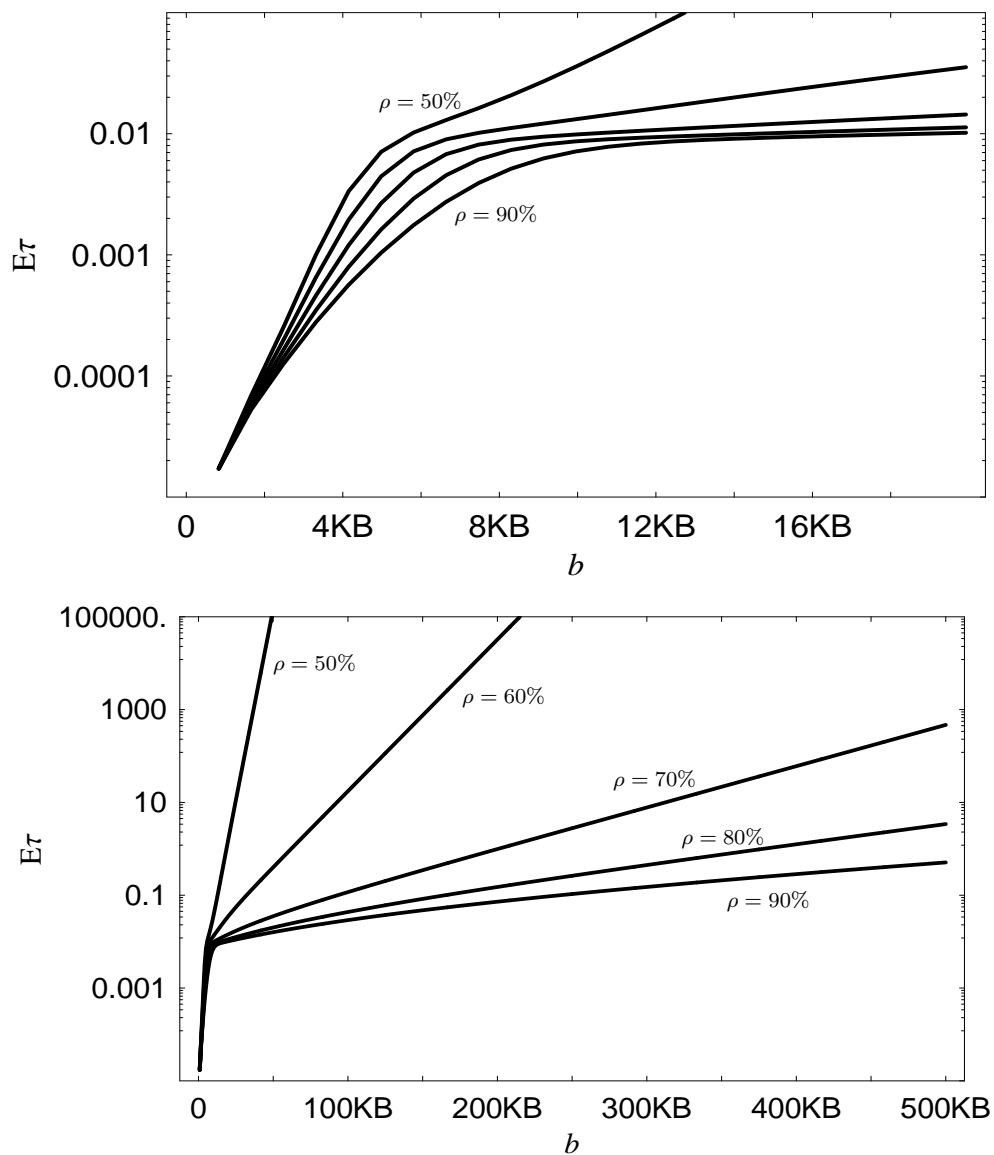 ρ = 50%
0.01
ρ = 90%
0.001
Eτ
0.0001
0 4KB 8KB 12KB 16KB
b
100000.
ρ = 50%
ρ = 60%
1000
ρ = 70%
10
ρ = 80%
Eτ
0.1
ρ = 90%
0.001
0 100KB 200KB 300KB 400KB 500KB
b